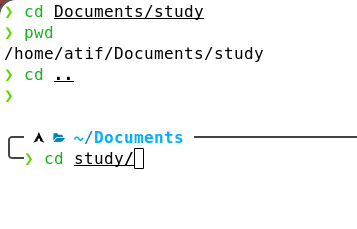 ❯ cd Documents/study
❯ pwd
/home/atif/Documents/study
❯ cd ..
❯
~/Documents
❯ cd study/